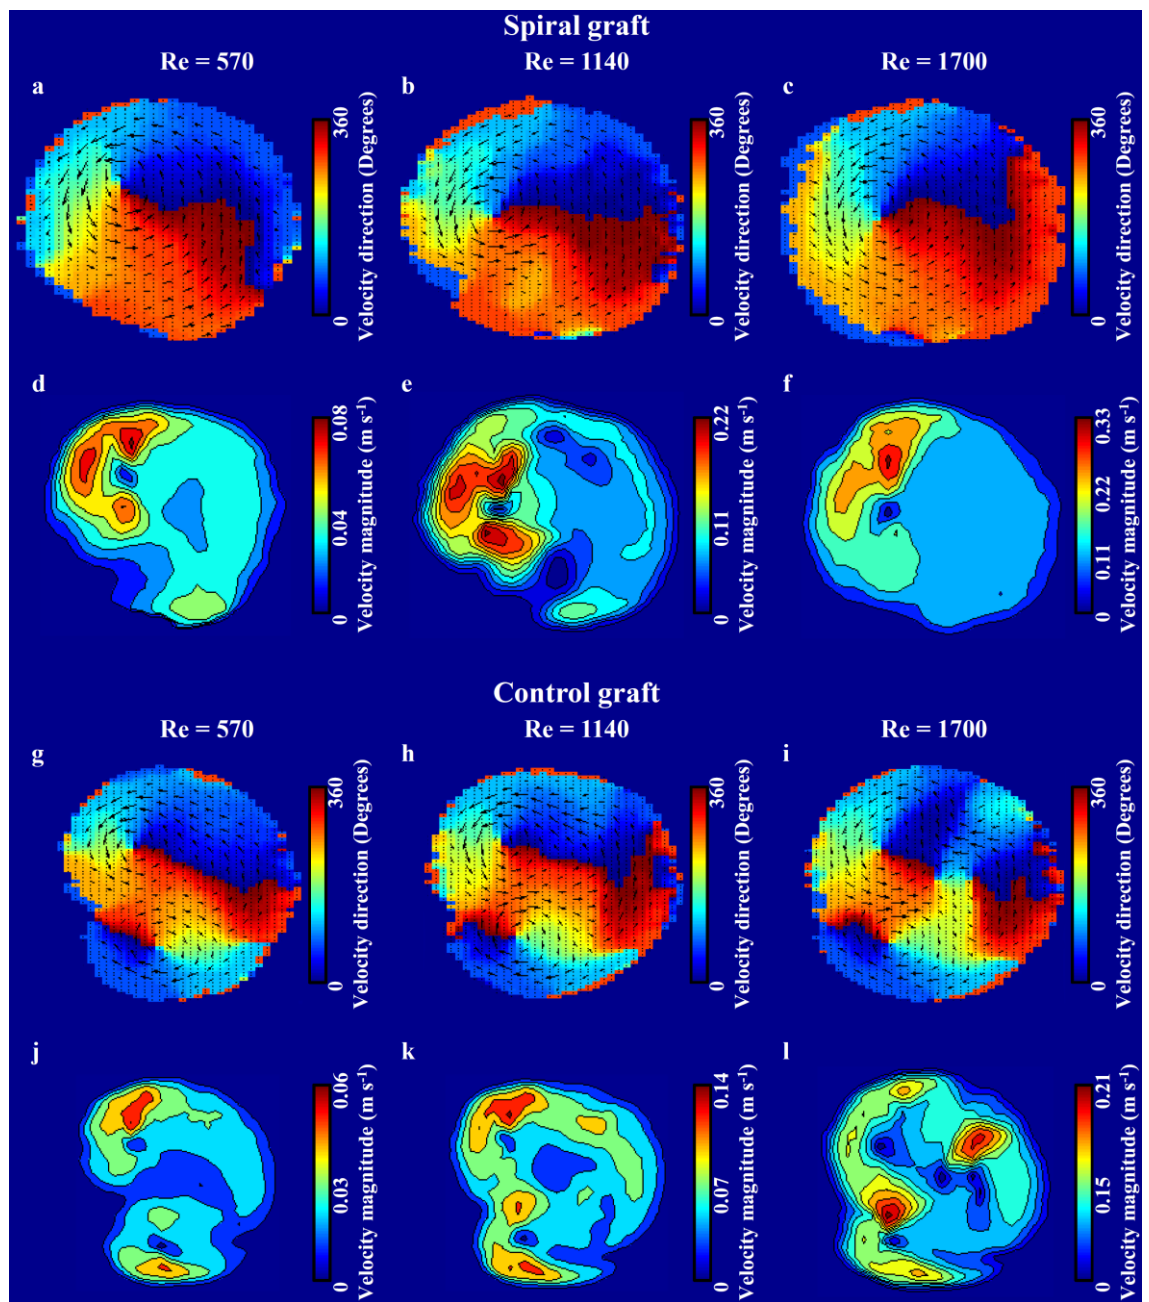 Spiral graft
Re = 570
Re = 1140
Re = 1700
a
360
Velocity direction (Degrees)
0
b
360
Velocity direction (Degrees)
0
c
360
Velocity direction (Degrees)
0
d
0.08
0.04
0
Velocity magnitude (m s⁻¹)
e
0.22
0.11
0
Velocity magnitude (m s⁻¹)
f
0.33
0.22
0.11
0
Velocity magnitude (m s⁻¹)
Control graft
Re = 570
Re = 1140
Re = 1700
g
360
Velocity direction (Degrees)
0
h
360
Velocity direction (Degrees)
0
i
360
Velocity direction (Degrees)
0
j
0.06
0.03
0
Velocity magnitude (m s⁻¹)
k
0.14
0.07
0
Velocity magnitude (m s⁻¹)
l
0.21
0.15
0
Velocity magnitude (m s⁻¹)